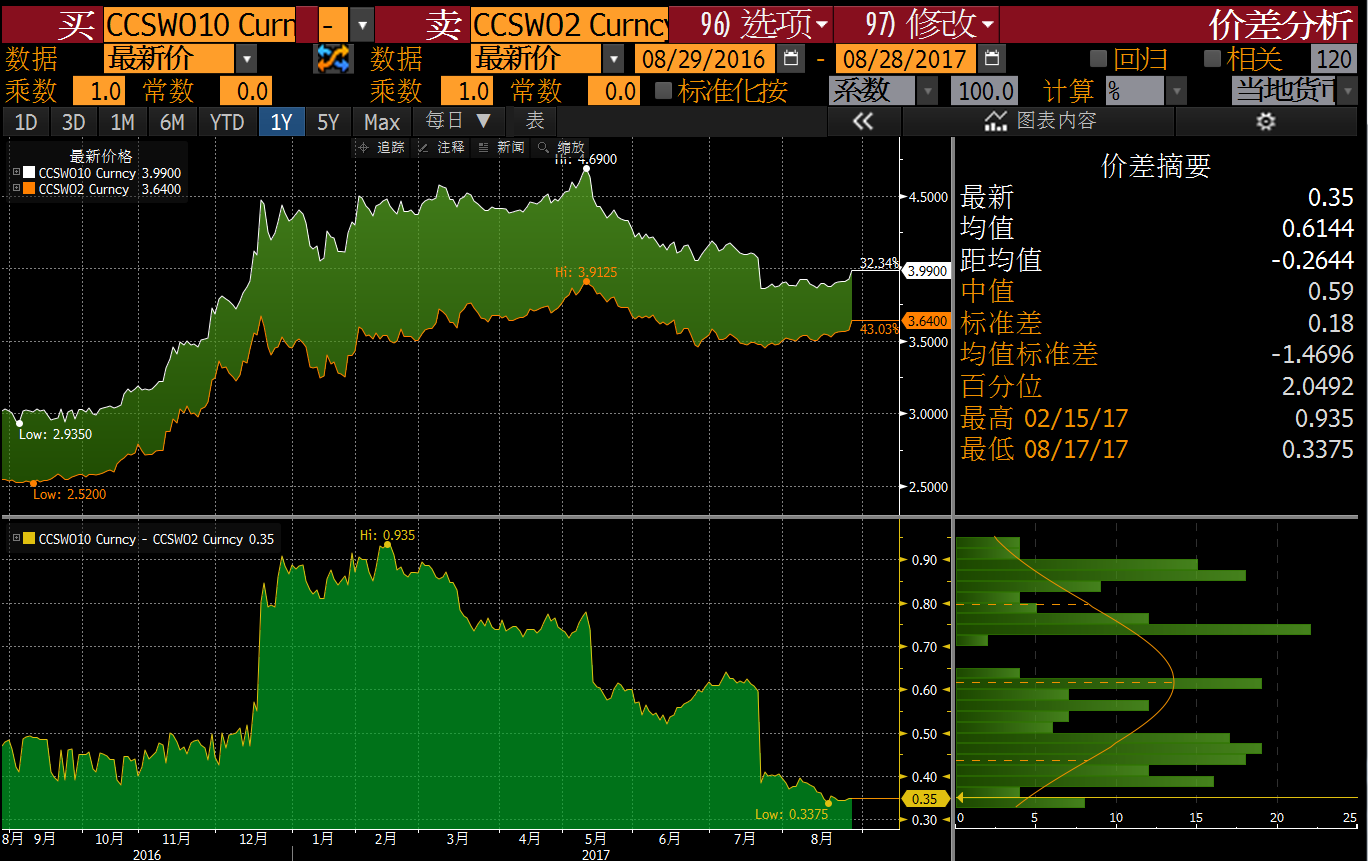 买 CCSWO10 Curn - 卖 CCSWO2 Curncy 96) 选项 97) 修改 价差分析
数据 最新价 数据 最新价 08/29/2016 - 08/28/2017 回归 相关 120
乘数 1.0 常数 0.0 乘数 1.0 常数 0.0 标准化按 系数 100.0 计算 % 当地货币
1D 3D 1M 6M YTD 1Y 5Y Max 每日 ▼ 表 << 图表内容
追踪 注释 新闻 缩放
最新价格
CCSWO10 Curncy 3.9900
CCSWO2 Curncy 3.6400
Hi: 4.6900
Hi: 3.9125
Low: 2.9350
Low: 2.5200
32.34%
43.03%
4.5000
3.9900
3.6400
3.5000
3.0000
2.5000
价差摘要
最新 0.35
均值 0.6144
距均值 -0.2644
中值 0.59
标准差 0.18
均值标准差 -1.4696
百分位 2.0492
最高 02/15/17 0.935
最低 08/17/17 0.3375
CCSWO10 Curncy - CCSWO2 Curncy 0.35
Hi: 0.935
Low: 0.3375
0.90
0.80
0.70
0.60
0.50
0.40
0.35
0.30
8月 9月 10月 11月 12月 1月 2月 3月 4月 5月 6月 7月 8月
2016 2017
0 5 10 15 20 25